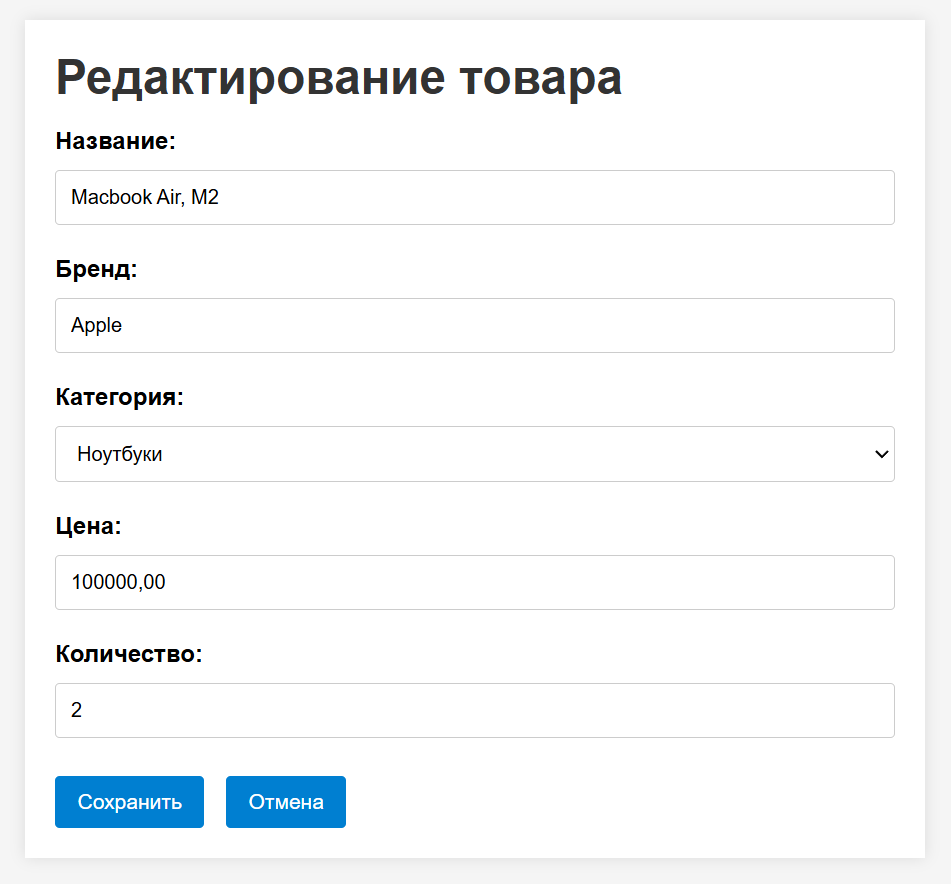 Редактирование товара
Название:
Macbook Air, M2
Бренд:
Apple
Категория:
Ноутбуки
Цена:
100000,00
Количество:
2
Сохранить Отмена